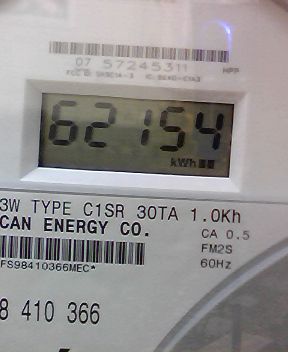 07 57245311
62154
kWh
3W TYPE C1SR 30TA 1.0Kh
CAN ENERGY CO.
CA 0.5
FM2S
60Hz
FS98410366MEC*
8 410 366